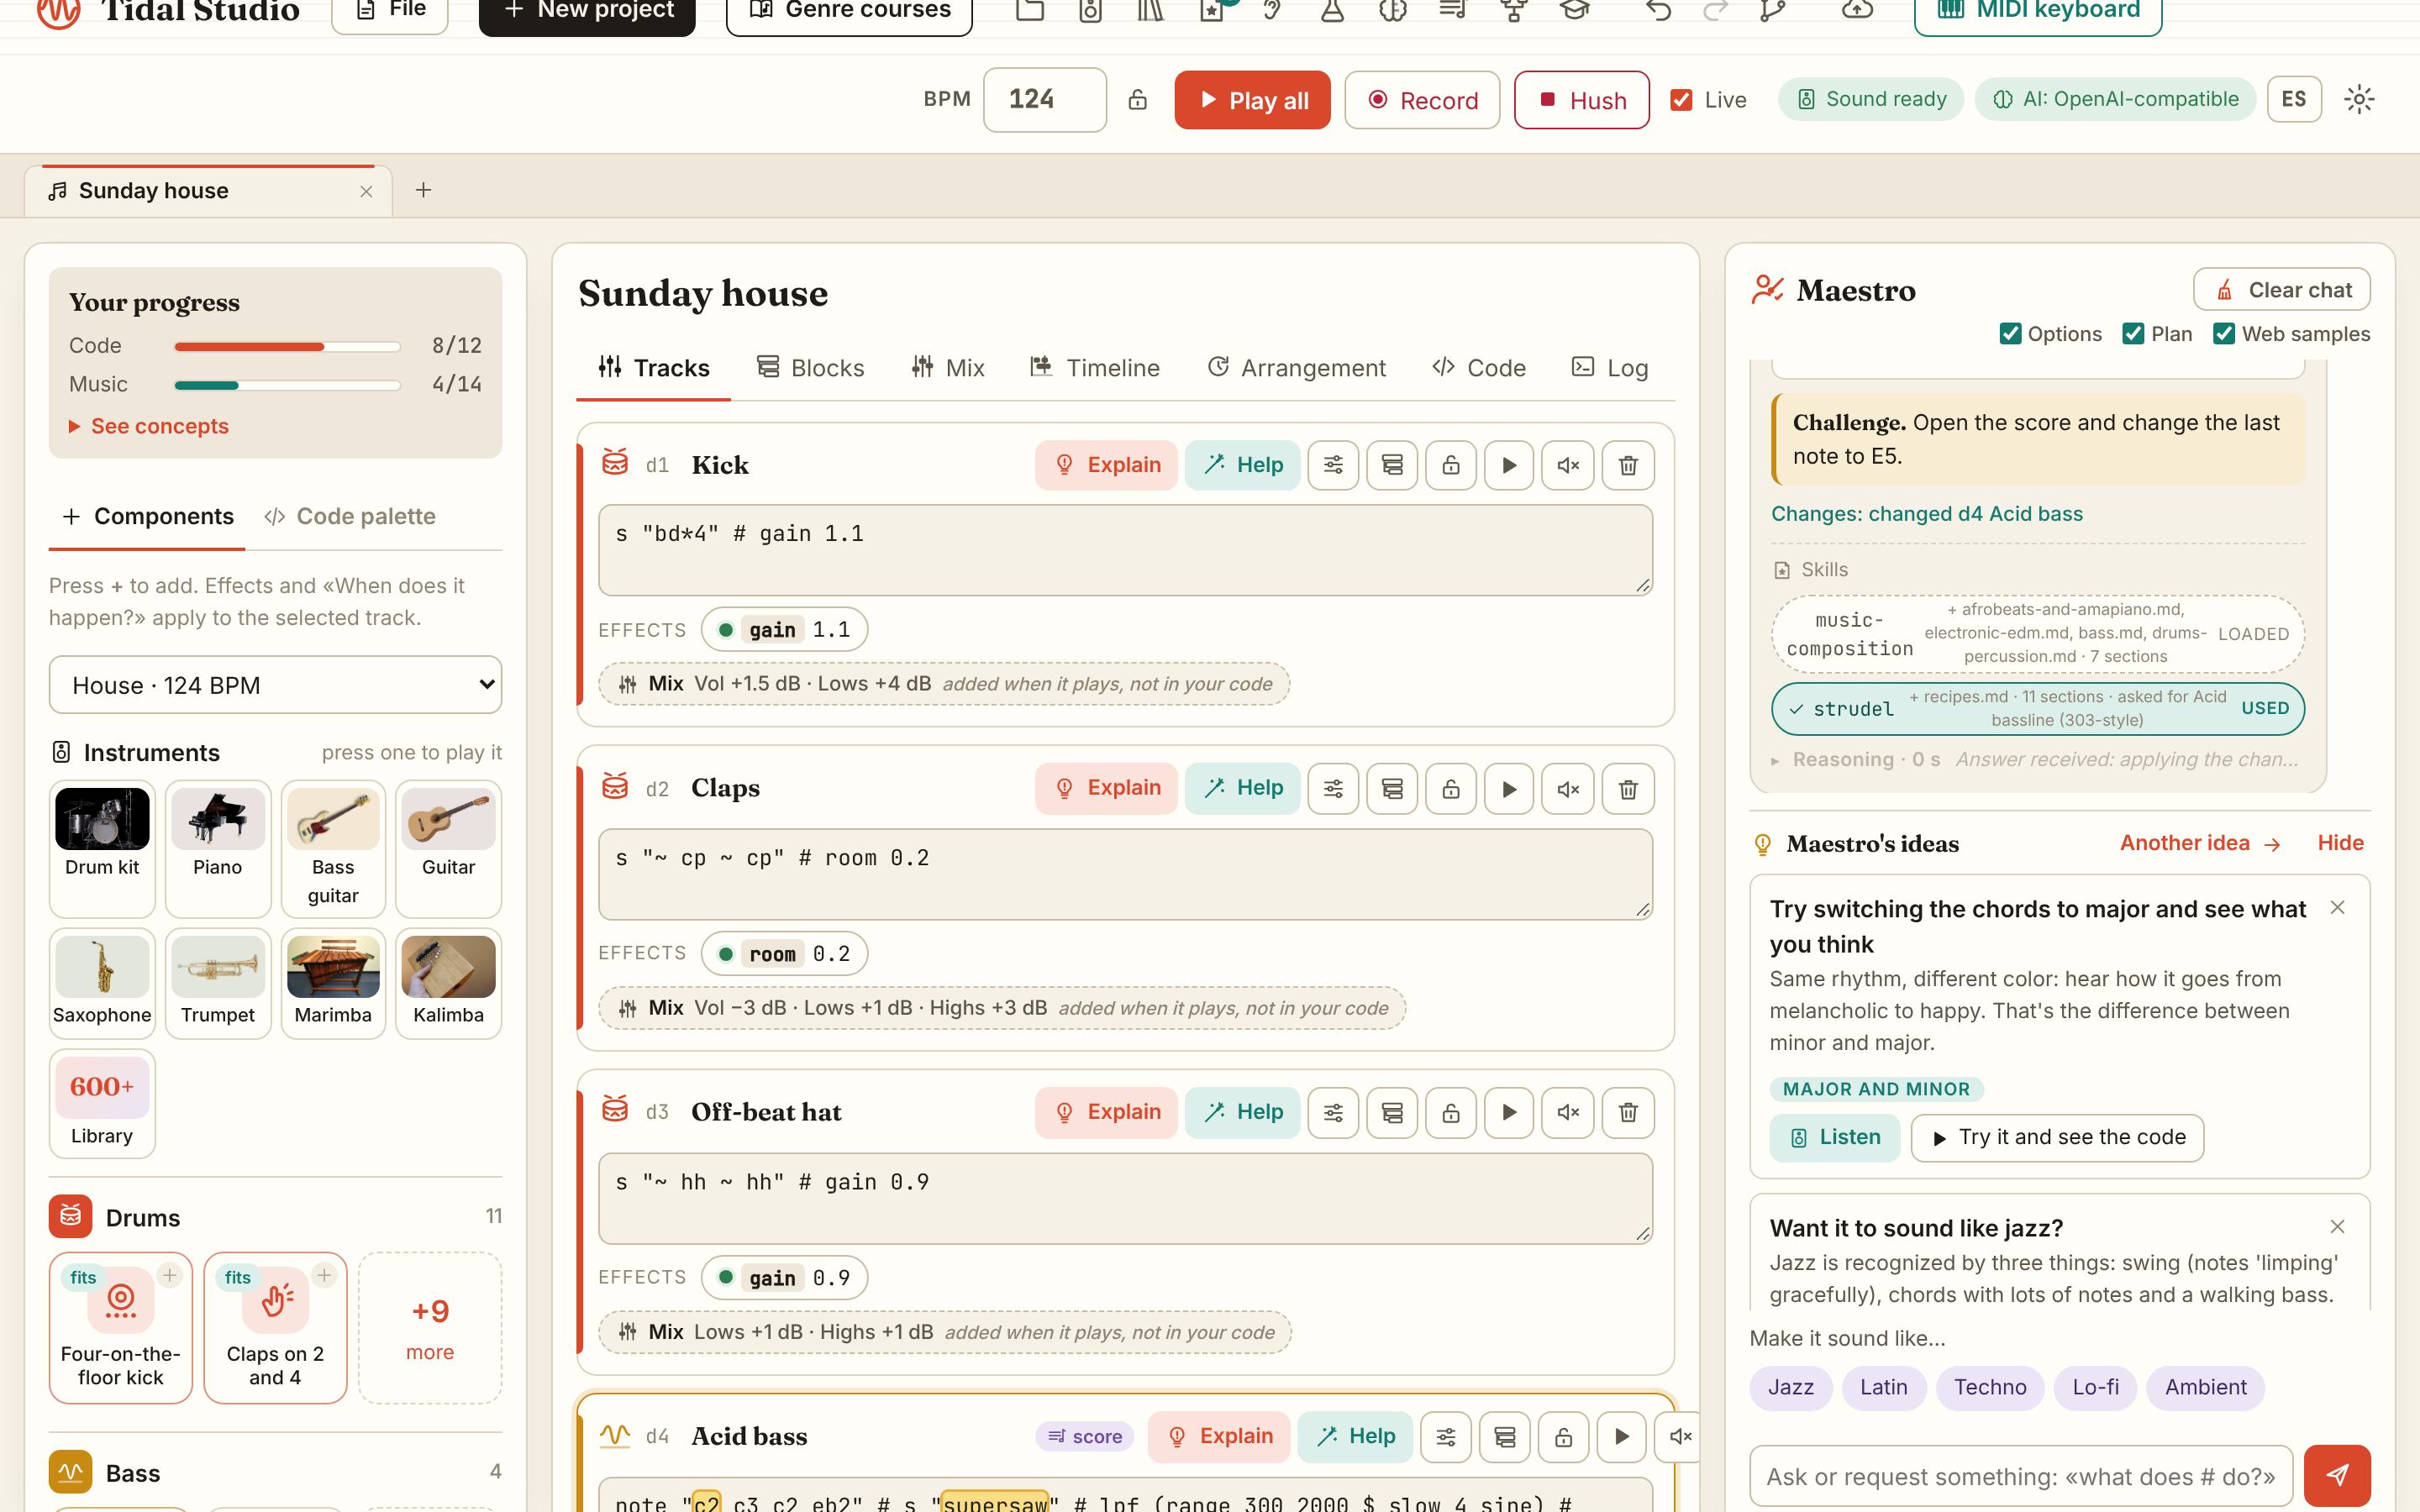 Tidal Studio
File
+ New project
Genre courses
MIDI keyboard
BPM 124
Play all
Record
Hush
Live
Sound ready
AI: OpenAI-compatible
ES
Sunday house
Your progress
Code 8/12
Music 4/14
See concepts
+ Components
</> Code palette
Press + to add. Effects and «When does it
happen?» apply to the selected track.
House · 124 BPM
Instruments press one to play it
Drum kit
Piano
Bass
guitar
Guitar
Saxophone
Trumpet
Marimba
Kalimba
600+
Library
Drums 11
fits
Four-on-the-
floor kick
fits
Claps on 2
and 4
+9
more
Bass 4
Sunday house
Tracks
Blocks
Mix
Timeline
Arrangement
Code
Log
d1 Kick
Explain
Help
s "bd*4" # gain 1.1
EFFECTS gain 1.1
Mix Vol +1.5 dB · Lows +4 dB added when it plays, not in your code
d2 Claps
Explain
Help
s "~ cp ~ cp" # room 0.2
EFFECTS room 0.2
Mix Vol −3 dB · Lows +1 dB · Highs +3 dB added when it plays, not in your code
d3 Off-beat hat
Explain
Help
s "~ hh ~ hh" # gain 0.9
EFFECTS gain 0.9
Mix Lows +1 dB · Highs +1 dB added when it plays, not in your code
d4 Acid bass
score
Explain
Help
note "c2 c3 c2 eb2" # s "supersaw" # lpf (range 300 2000 $ slow 4 sine) #
Maestro
Clear chat
Options
Plan
Web samples
Challenge. Open the score and change the last
note to E5.
Changes: changed d4 Acid bass
Skills
music-
composition
+ afrobeats-and-amapiano.md,
electronic-edm.md, bass.md, drums-
percussion.md · 7 sections
LOADED
strudel
+ recipes.md · 11 sections · asked for Acid
bassline (303-style)
USED
Reasoning · 0 s Answer received: applying the chan...
Maestro's ideas
Another idea →
Hide
Try switching the chords to major and see what
you think
Same rhythm, different color: hear how it goes from
melancholic to happy. That's the difference between
minor and major.
MAJOR AND MINOR
Listen
Try it and see the code
Want it to sound like jazz?
Jazz is recognized by three things: swing (notes 'limping'
gracefully), chords with lots of notes and a walking bass.
Make it sound like...
Jazz
Latin
Techno
Lo-fi
Ambient
Ask or request something: «what does # do?»